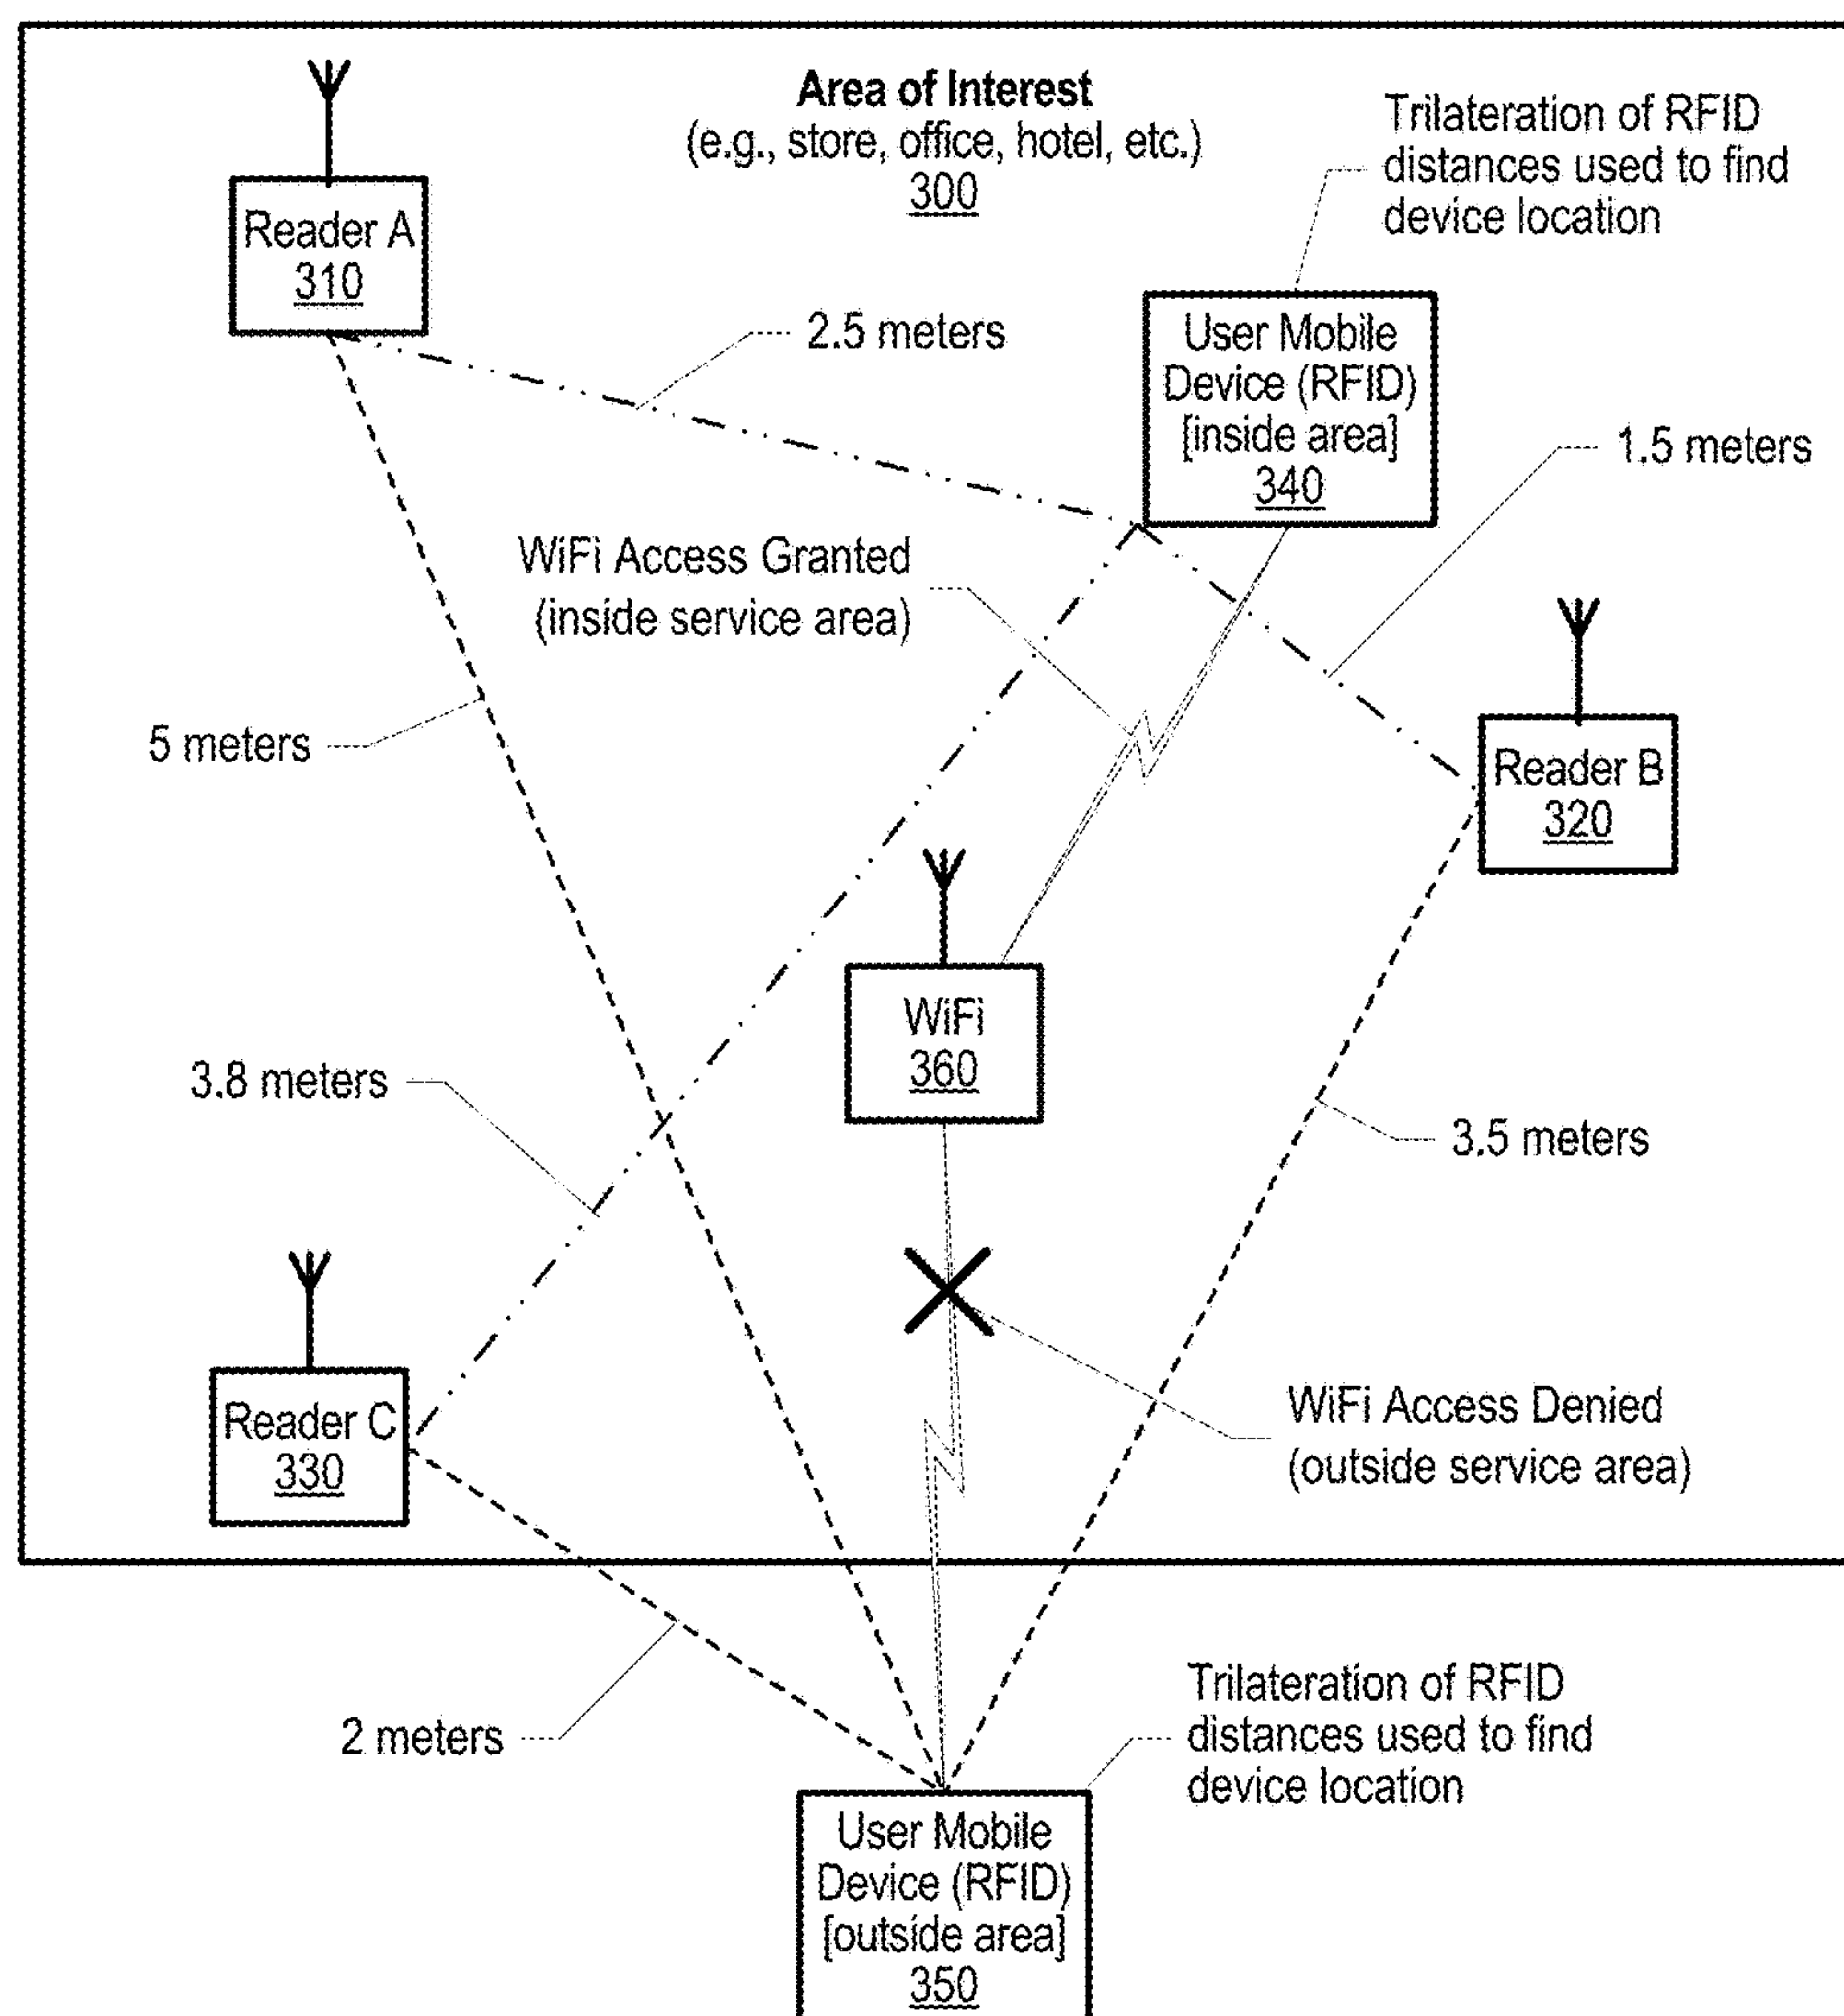 Area of Interest
(e.g., store, office, hotel, etc.)
300
Trilateration of RFID
distances used to find
device location
Reader A
310
2.5 meters
User Mobile
Device (RFID)
[inside area]
340
1.5 meters
WiFi Access Granted
(inside service area)
5 meters
Reader B
320
WiFi
360
3.8 meters
3.5 meters
Reader C
330
WiFi Access Denied
(outside service area)
2 meters
Trilateration of RFID
distances used to find
device location
User Mobile
Device (RFID)
[outside area]
350